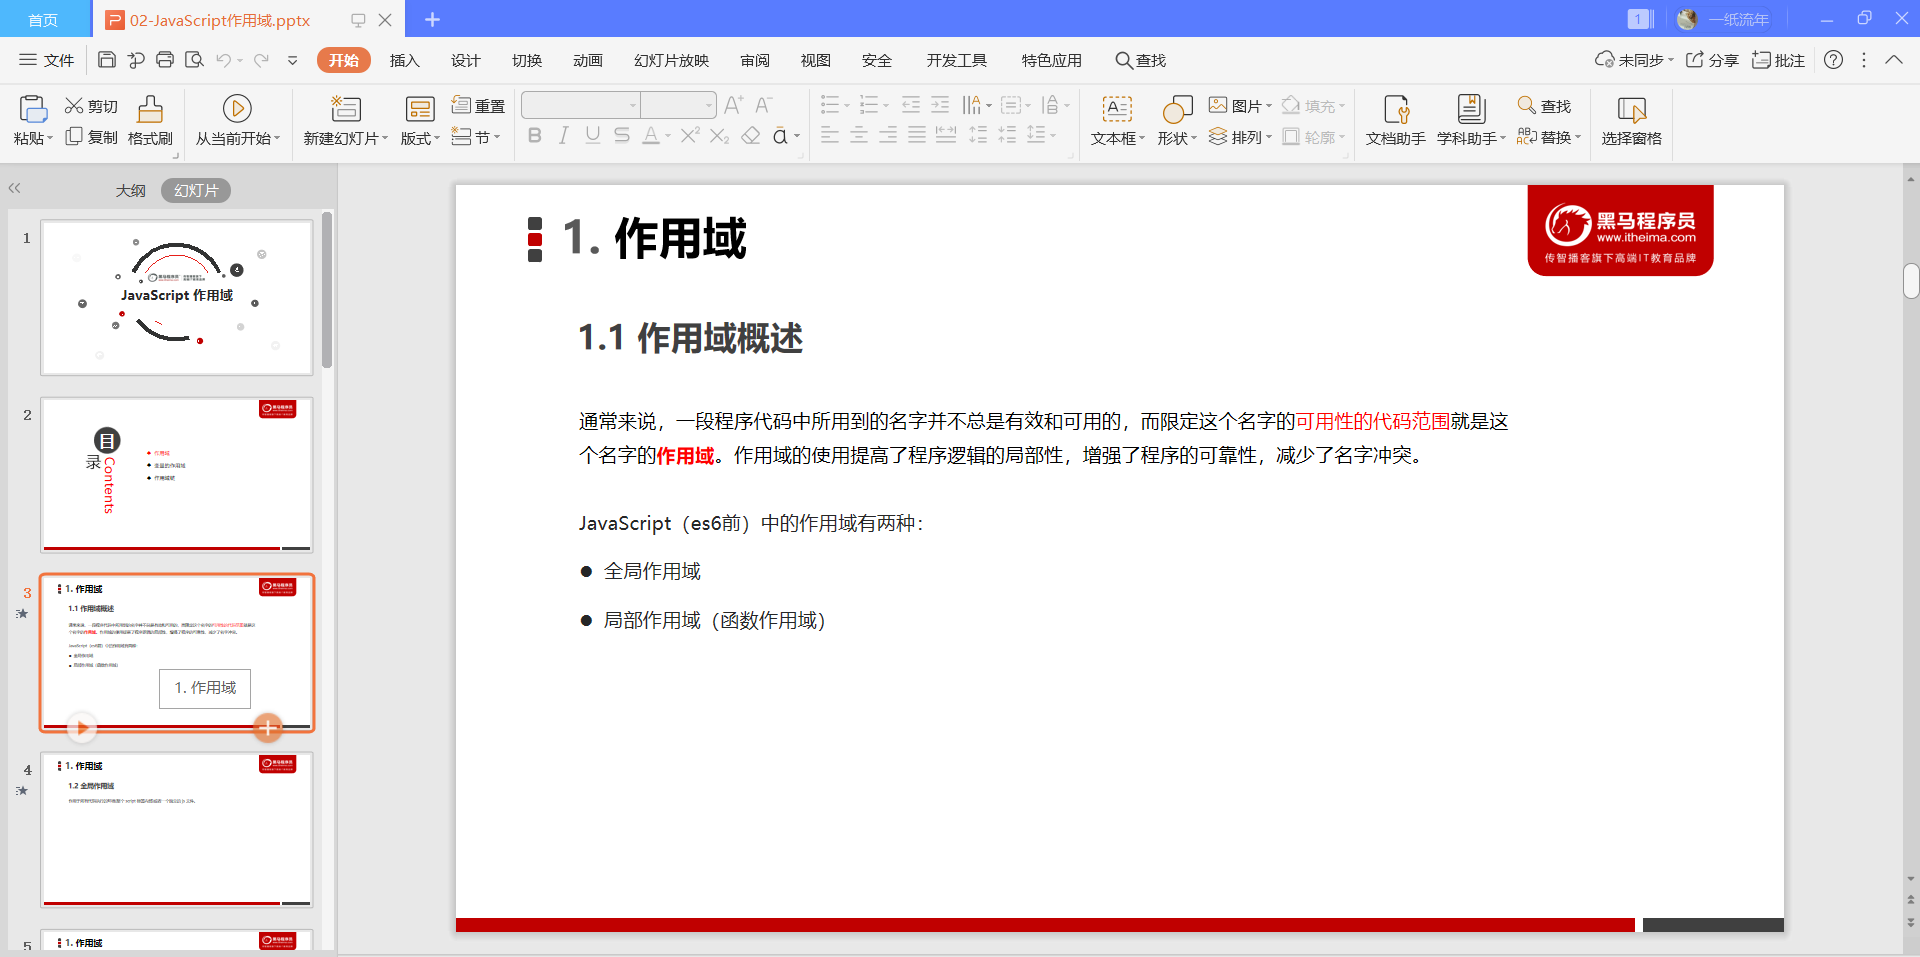 首页
02-JavaScript作用域.pptx
1
一纸流年
文件
开始
插入
设计
切换
动画
幻灯片放映
审阅
视图
安全
开发工具
特色应用
查找
未同步
分享
批注
粘贴
剪切
复制
格式刷
从当前开始
新建幻灯片
版式
重置
节
文本框
形状
图片
排列
填充
轮廓
文档助手
学科助手
查找
替换
选择窗格
大纲
幻灯片
1
JavaScript 作用域
2
目
录
Contents
作用域
变量的作用域
作用域链
3
1. 作用域
1.1 作用域概述
1. 作用域
4
1. 作用域
1.2 全局作用域
5
1. 作用域
1. 作用域
黑马程序员
www.itheima.com
传智播客旗下高端IT教育品牌
1.1 作用域概述
通常来说，一段程序代码中所用到的名字并不总是有效和可用的，而限定这个名字的可用性的代码范围就是这
个名字的作用域。作用域的使用提高了程序逻辑的局部性，增强了程序的可靠性，减少了名字冲突。
JavaScript（es6前）中的作用域有两种：
● 全局作用域
● 局部作用域（函数作用域）